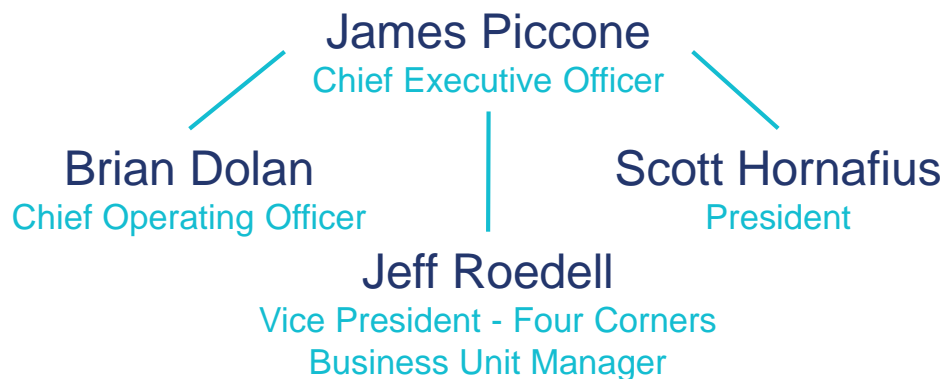 James Piccone
Chief Executive Officer
Brian Dolan
Chief Operating Officer
Scott Hornafius
President
Jeff Roedell
Vice President - Four Corners
Business Unit Manager